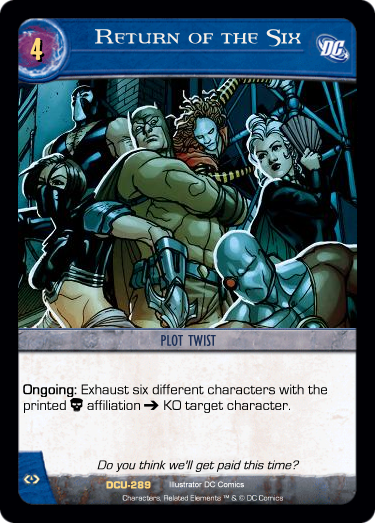 4
RETURN OF THE SIX
DC
PLOT TWIST
Ongoing: Exhaust six different characters with the
printed affiliation ➔ KO target character.
Do you think we'll get paid this time?
DCU-289 Illustrator DC Comics
Characters, Related Elements ™ & © DC Comics